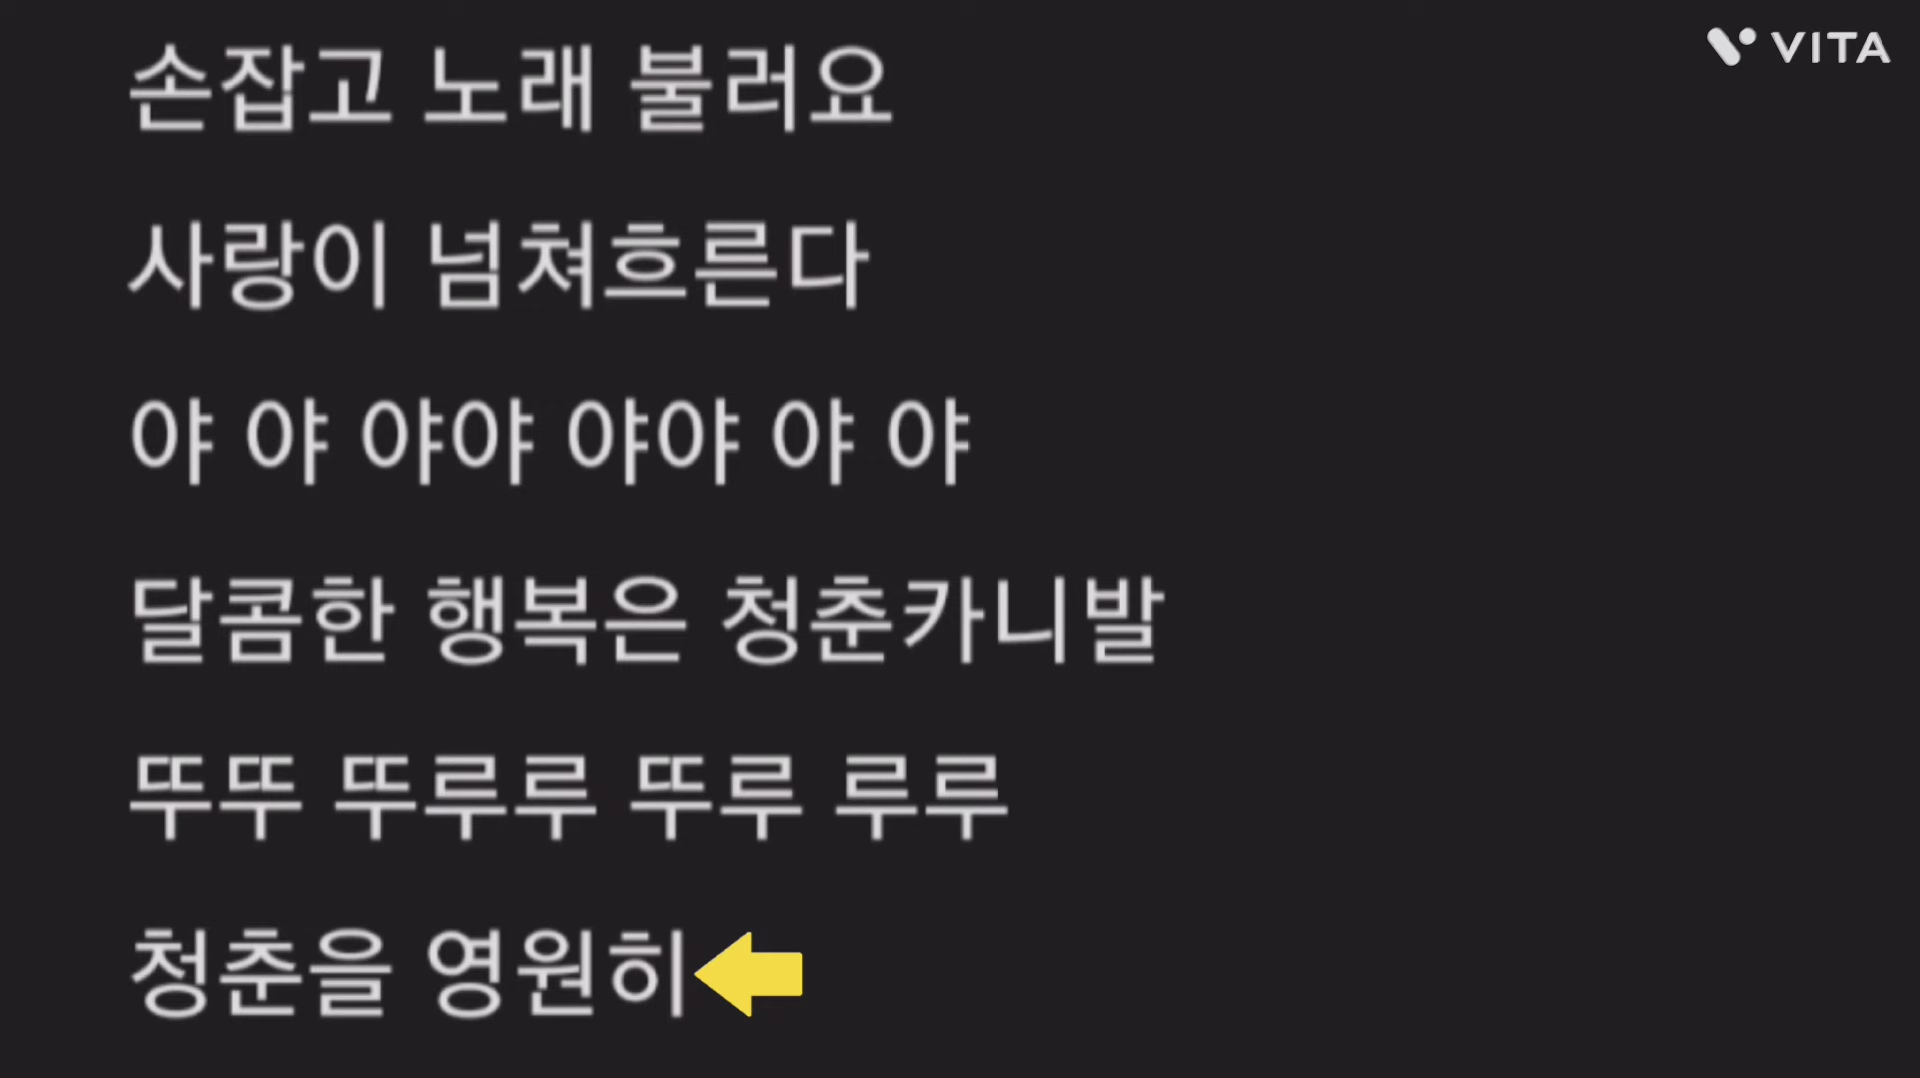 VITA
손잡고 노래 불러요
사랑이 넘쳐흐른다
야 야 야야 야야 야 야
달콤한 행복은 청춘카니발
뚜뚜 뚜루루 뚜루 루루
청춘을 영원히